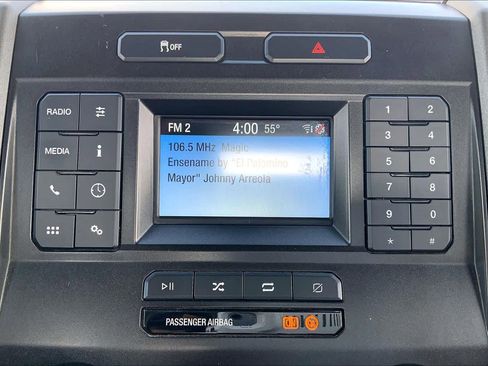 OFF
RADIO
MEDIA
i
FM 2 4:00 55°
106.5 MHz Magic
Ensename by "El Palomino
Mayor" Johnny Arreola
1 2
3 4
5 6
7 8
9 0
* #
PASSENGER AIRBAG